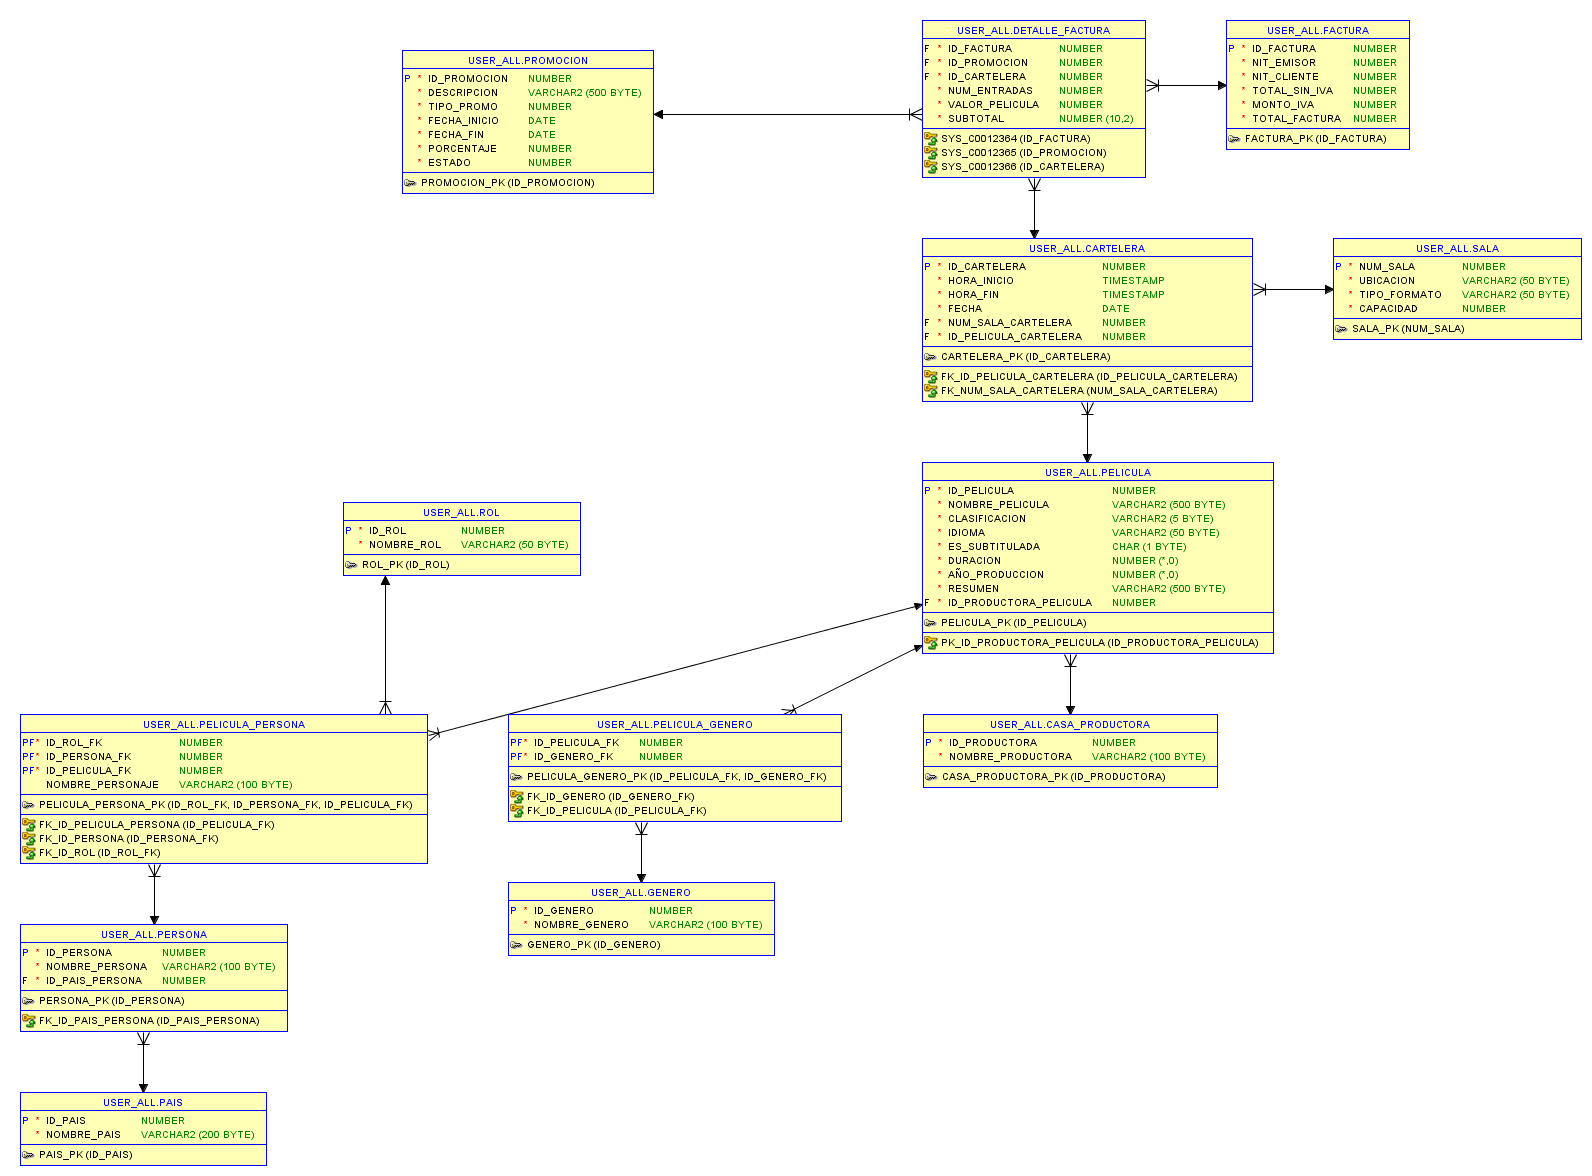 USER_ALL.PROMOCION
P * ID_PROMOCION NUMBER
* DESCRIPCION VARCHAR2 (500 BYTE)
* TIPO_PROMO NUMBER
* FECHA_INICIO DATE
* FECHA_FIN DATE
* PORCENTAJE NUMBER
* ESTADO NUMBER
PROMOCION_PK (ID_PROMOCION)
USER_ALL.DETALLE_FACTURA
F * ID_FACTURA NUMBER
F * ID_PROMOCION NUMBER
F * ID_CARTELERA NUMBER
* NUM_ENTRADAS NUMBER
* VALOR_PELICULA NUMBER
* SUBTOTAL NUMBER (10,2)
SYS_C0012364 (ID_FACTURA)
SYS_C0012365 (ID_PROMOCION)
SYS_C0012366 (ID_CARTELERA)
USER_ALL.FACTURA
P * ID_FACTURA NUMBER
* NIT_EMISOR NUMBER
* NIT_CLIENTE NUMBER
* TOTAL_SIN_IVA NUMBER
* MONTO_IVA NUMBER
* TOTAL_FACTURA NUMBER
FACTURA_PK (ID_FACTURA)
USER_ALL.CARTELERA
P * ID_CARTELERA NUMBER
* HORA_INICIO TIMESTAMP
* HORA_FIN TIMESTAMP
* FECHA DATE
F * NUM_SALA_CARTELERA NUMBER
F * ID_PELICULA_CARTELERA NUMBER
CARTELERA_PK (ID_CARTELERA)
FK_ID_PELICULA_CARTELERA (ID_PELICULA_CARTELERA)
FK_NUM_SALA_CARTELERA (NUM_SALA_CARTELERA)
USER_ALL.SALA
P * NUM_SALA NUMBER
* UBICACION VARCHAR2 (50 BYTE)
* TIPO_FORMATO VARCHAR2 (50 BYTE)
* CAPACIDAD NUMBER
SALA_PK (NUM_SALA)
USER_ALL.PELICULA
P * ID_PELICULA NUMBER
* NOMBRE_PELICULA VARCHAR2 (500 BYTE)
* CLASIFICACION VARCHAR2 (5 BYTE)
* IDIOMA VARCHAR2 (50 BYTE)
* ES_SUBTITULADA CHAR (1 BYTE)
* DURACION NUMBER (*,0)
* AÑO_PRODUCCION NUMBER (*,0)
* RESUMEN VARCHAR2 (500 BYTE)
F * ID_PRODUCTORA_PELICULA NUMBER
PELICULA_PK (ID_PELICULA)
PK_ID_PRODUCTORA_PELICULA (ID_PRODUCTORA_PELICULA)
USER_ALL.ROL
P * ID_ROL NUMBER
* NOMBRE_ROL VARCHAR2 (50 BYTE)
ROL_PK (ID_ROL)
USER_ALL.PELICULA_PERSONA
PF* ID_ROL_FK NUMBER
PF* ID_PERSONA_FK NUMBER
PF* ID_PELICULA_FK NUMBER
NOMBRE_PERSONAJE VARCHAR2 (100 BYTE)
PELICULA_PERSONA_PK (ID_ROL_FK, ID_PERSONA_FK, ID_PELICULA_FK)
FK_ID_PELICULA_PERSONA (ID_PELICULA_FK)
FK_ID_PERSONA (ID_PERSONA_FK)
FK_ID_ROL (ID_ROL_FK)
USER_ALL.PELICULA_GENERO
PF* ID_PELICULA_FK NUMBER
PF* ID_GENERO_FK NUMBER
PELICULA_GENERO_PK (ID_PELICULA_FK, ID_GENERO_FK)
FK_ID_GENERO (ID_GENERO_FK)
FK_ID_PELICULA (ID_PELICULA_FK)
USER_ALL.CASA_PRODUCTORA
P * ID_PRODUCTORA NUMBER
* NOMBRE_PRODUCTORA VARCHAR2 (100 BYTE)
CASA_PRODUCTORA_PK (ID_PRODUCTORA)
USER_ALL.GENERO
P * ID_GENERO NUMBER
* NOMBRE_GENERO VARCHAR2 (100 BYTE)
GENERO_PK (ID_GENERO)
USER_ALL.PERSONA
P * ID_PERSONA NUMBER
* NOMBRE_PERSONA VARCHAR2 (100 BYTE)
F * ID_PAIS_PERSONA NUMBER
PERSONA_PK (ID_PERSONA)
FK_ID_PAIS_PERSONA (ID_PAIS_PERSONA)
USER_ALL.PAIS
P * ID_PAIS NUMBER
* NOMBRE_PAIS VARCHAR2 (200 BYTE)
PAIS_PK (ID_PAIS)